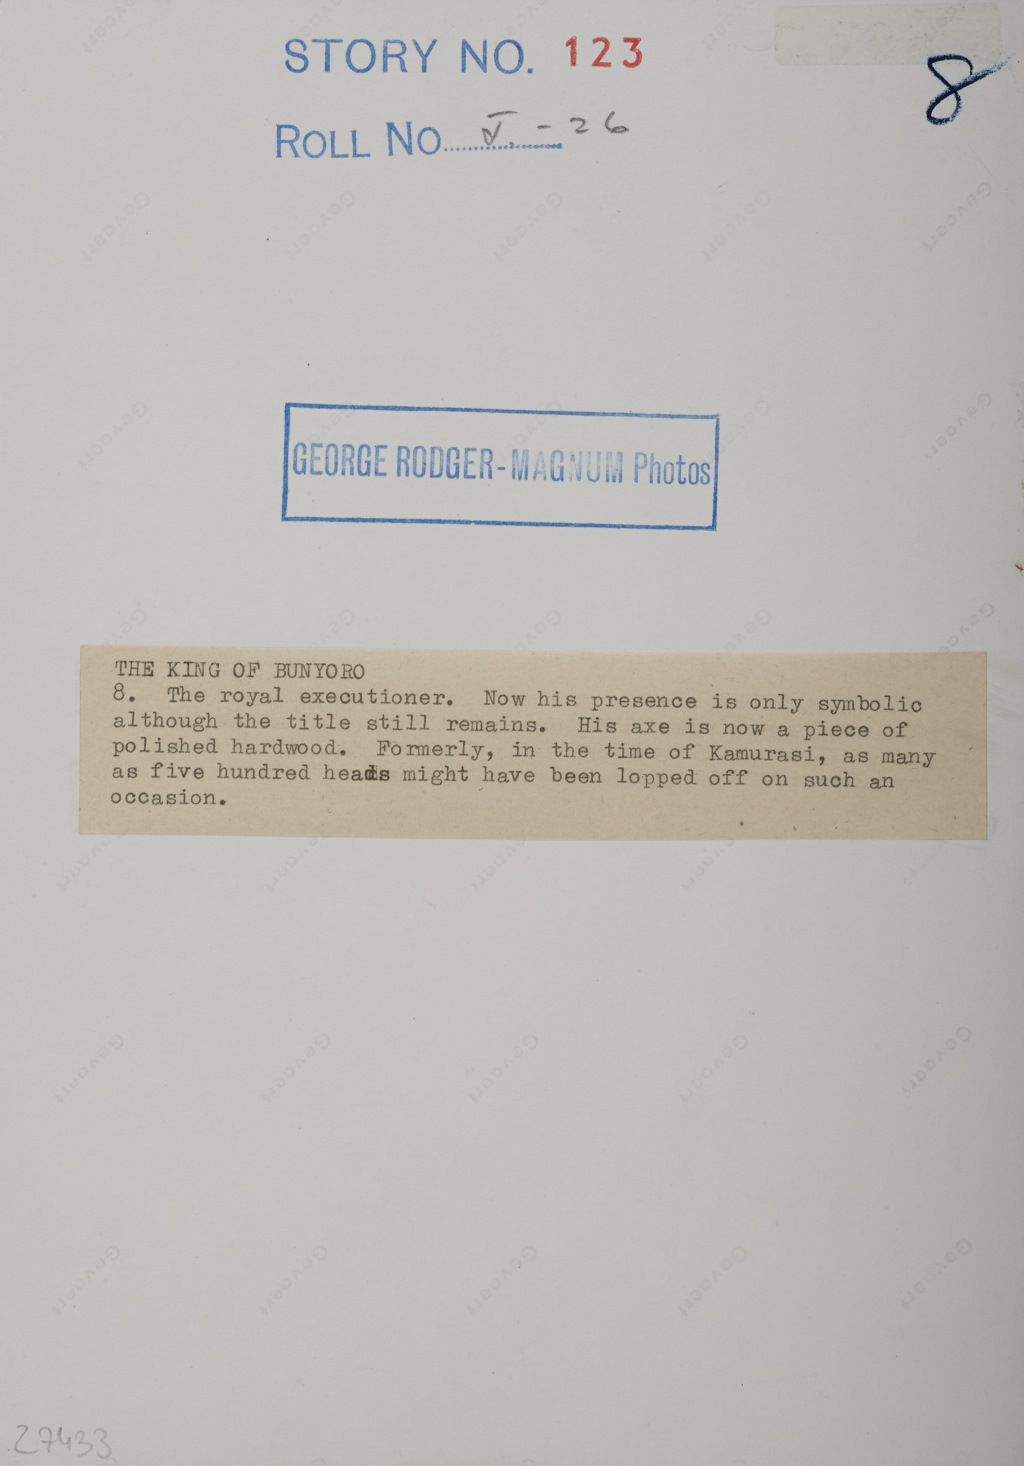 STORY NO. 123
8
ROLL NO. V. - 26
GEORGE RODGER-MAGNUM Photos
THE KING OF BUNYORO
8. The royal executioner. Now his presence is only symbolic
although the title still remains. His axe is now a piece of
polished hardwood. Formerly, in the time of Kamurasi, as many
as five hundred heads might have been lopped off on such an
occasion.
27433